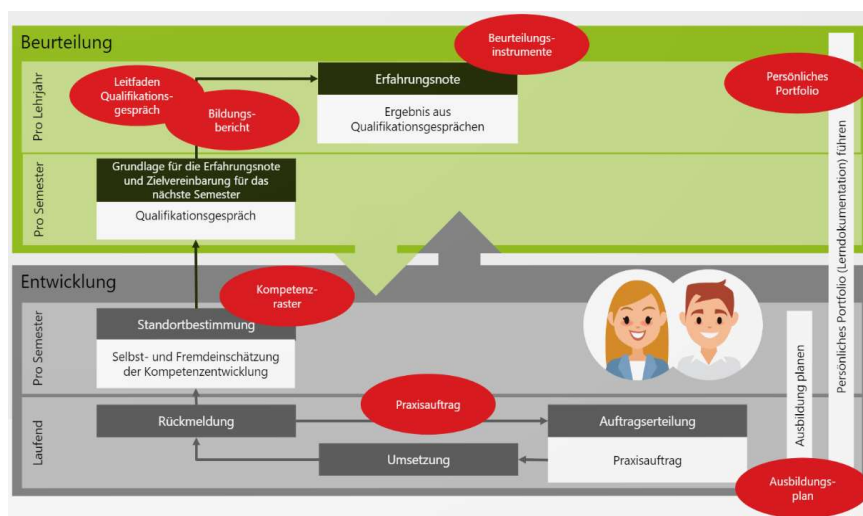 Beurteilung
Beurteilungs-
instrumente
Pro Lehrjahr
Leitfaden
Qualifikations-
gespräch
Bildungs-
bericht
Erfahrungsnote
Ergebnis aus
Qualifikationsgesprächen
Persönliches
Portfolio
Pro Semester
Grundlage für die Erfahrungsnote
und Zielvereinbarung für das
nächste Semester
Qualifikationsgespräch
Entwicklung
Kompetenz-
raster
Pro Semester
Standortbestimmung
Selbst- und Fremdeinschätzung
der Kompetenzentwicklung
Laufend
Rückmeldung
Praxisauftrag
Auftragserteilung
Praxisauftrag
Umsetzung
Ausbildung planen
Persönliches Portfolio (Lerndokumentation) führen
Ausbildungs-
plan